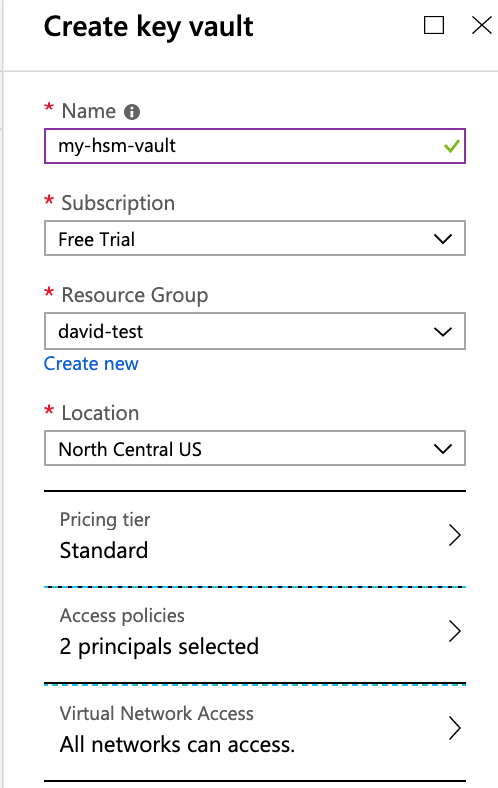 Create key vault
* Name
my-hsm-vault
* Subscription
Free Trial
* Resource Group
david-test
Create new
* Location
North Central US
Pricing tier
Standard
Access policies
2 principals selected
Virtual Network Access
All networks can access.